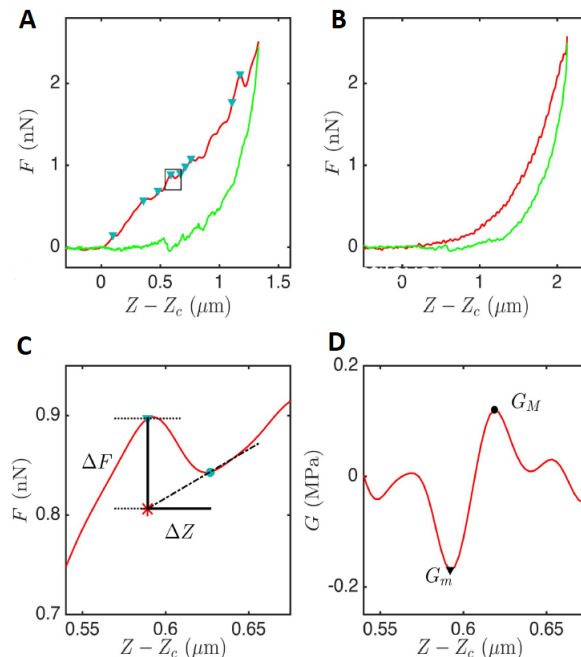 A
B
F (nN)
2
1
0
0
0.5
1
1.5
Z − Z_c (μm)
F (nN)
2
1
0
0
1
2
Z − Z_c (μm)
C
D
F (nN)
0.9
0.8
0.7
ΔF
ΔZ
0.55
0.6
0.65
Z − Z_c (μm)
G (MPa)
0.2
0
-0.2
G_M
G_m
0.55
0.6
0.65
Z − Z_c (μm)